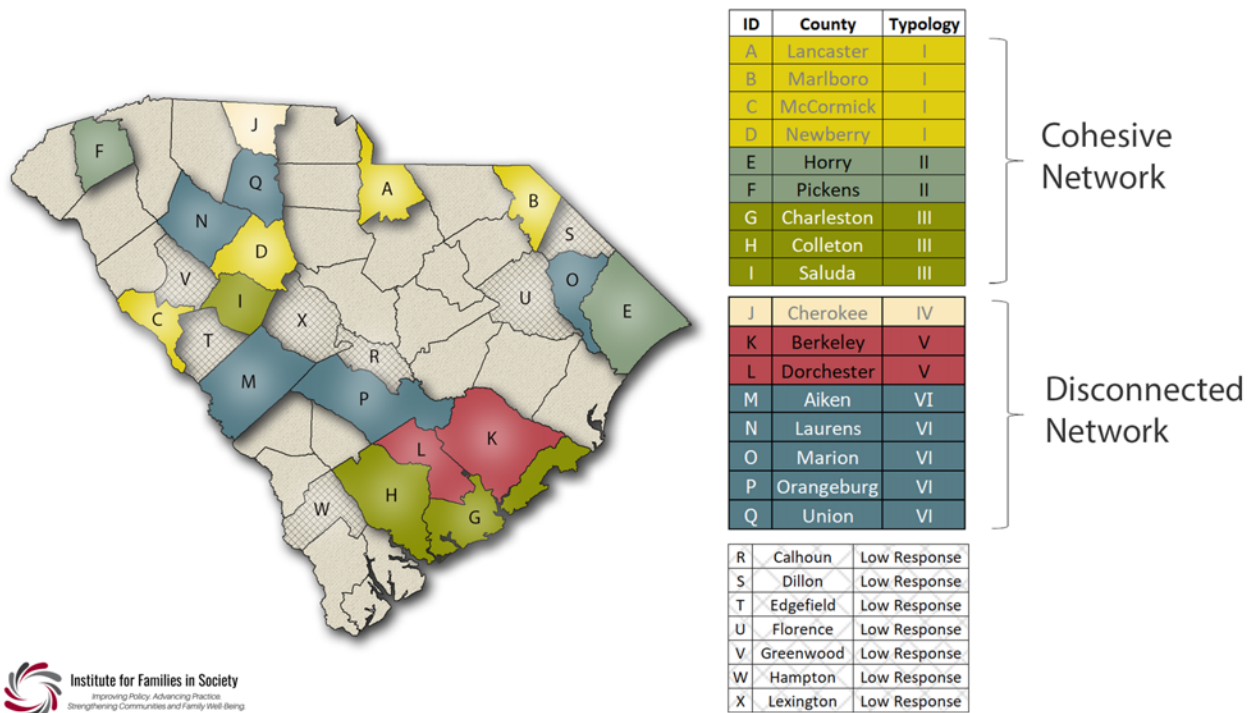 ID County Typology
A Lancaster I
B Marlboro I
C McCormick I
D Newberry I
E Horry II
F Pickens II
G Charleston III
H Colleton III
I Saluda III
Cohesive
Network
J Cherokee IV
K Berkeley V
L Dorchester V
M Aiken VI
N Laurens VI
O Marion VI
P Orangeburg VI
Q Union VI
Disconnected
Network
R Calhoun Low Response
S Dillon Low Response
T Edgefield Low Response
U Florence Low Response
V Greenwood Low Response
W Hampton Low Response
X Lexington Low Response
J
F
Q
A
B
N
S
D
V
O
U
I
E
C
X
T
R
M
P
K
L
H
W
G
Institute for Families in Society
Improving Policy. Advancing Practice.
Strengthening Communities and Family Well-Being.